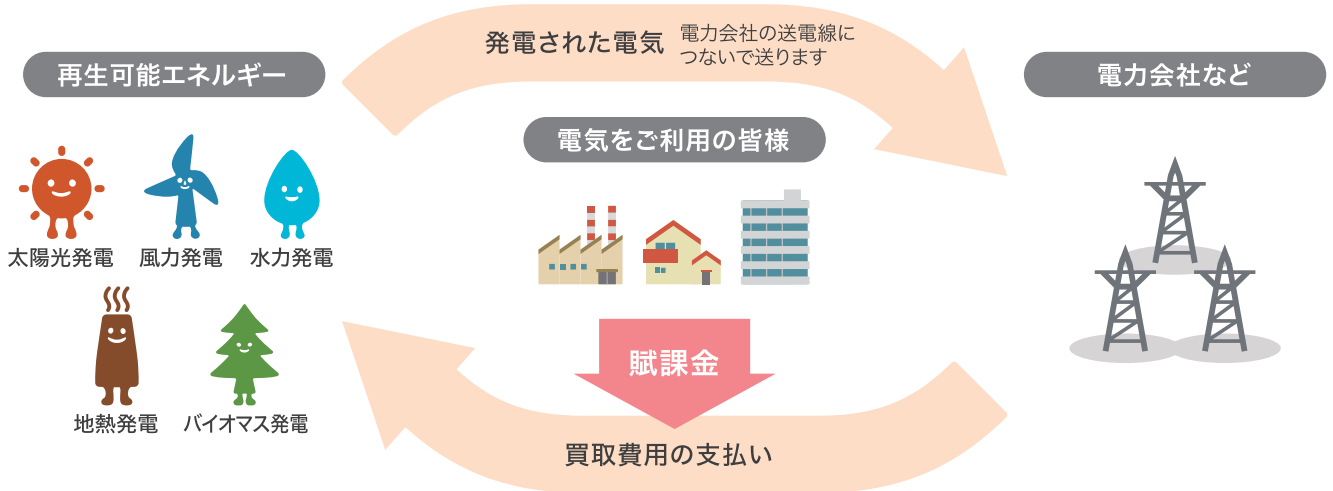 発電された電気
電力会社の送電線に
つないで送ります
再生可能エネルギー
電力会社など
電気をご利用の皆様
太陽光発電
風力発電
水力発電
地熱発電
バイオマス発電
賦課金
買取費用の支払い